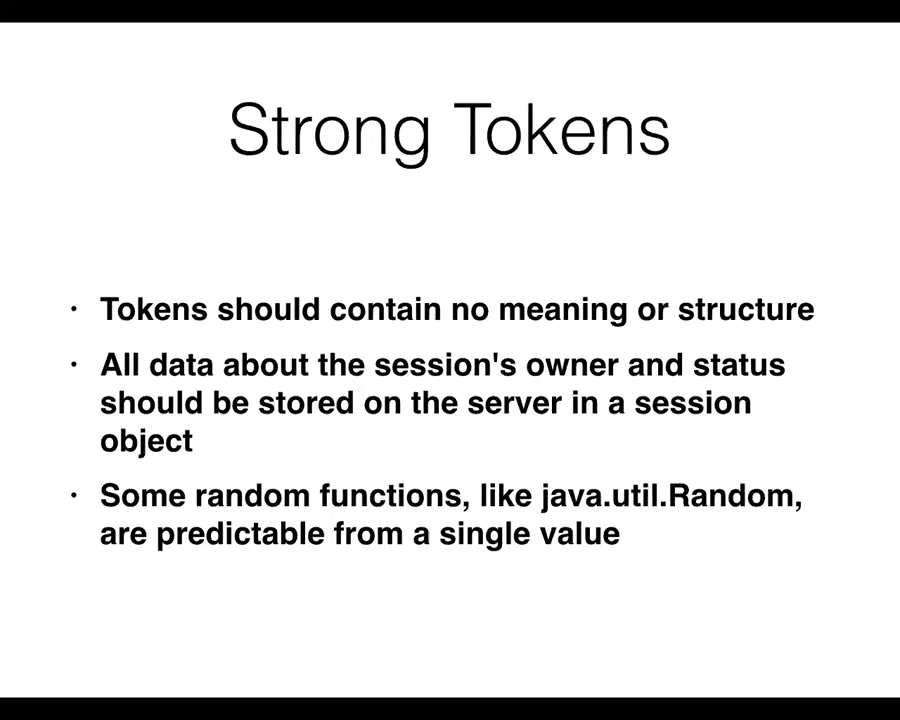 Strong Tokens
• Tokens should contain no meaning or structure
• All data about the session's owner and status
should be stored on the server in a session
object
• Some random functions, like java.util.Random,
are predictable from a single value